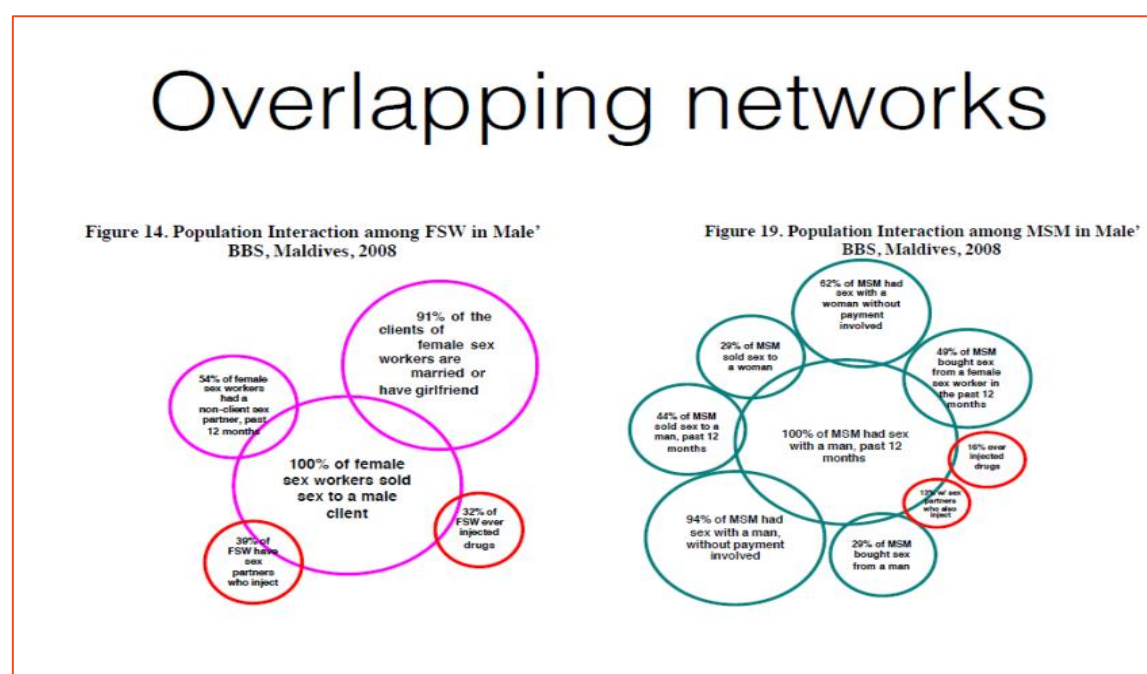 Overlapping networks
Figure 14. Population Interaction among FSW in Male’
BBS, Maldives, 2008
91% of the
clients of
female sex
workers are
married or
have girlfriend
54% of female
sex workers
had a
non-client sex
partner, past
12 months
100% of female
sex workers sold
sex to a male
client
32% of
FSW ever
injected
drugs
39% of
FSW have
sex
partners
who inject
Figure 19. Population Interaction among MSM in Male’
BBS, Maldives, 2008
62% of MSM had
sex with a
woman without
payment
involved
29% of MSM
sold sex to
a woman
49% of MSM
bought sex
from a female
sex worker in
the past 12
months
44% of MSM
sold sex to a
man, past 12
months
100% of MSM had sex
with a man, past 12
months
16% ever
injected
drugs
12% w/ sex
partners
who also
inject
94% of MSM had
sex with a man,
without payment
involved
29% of MSM
bought sex
from a man